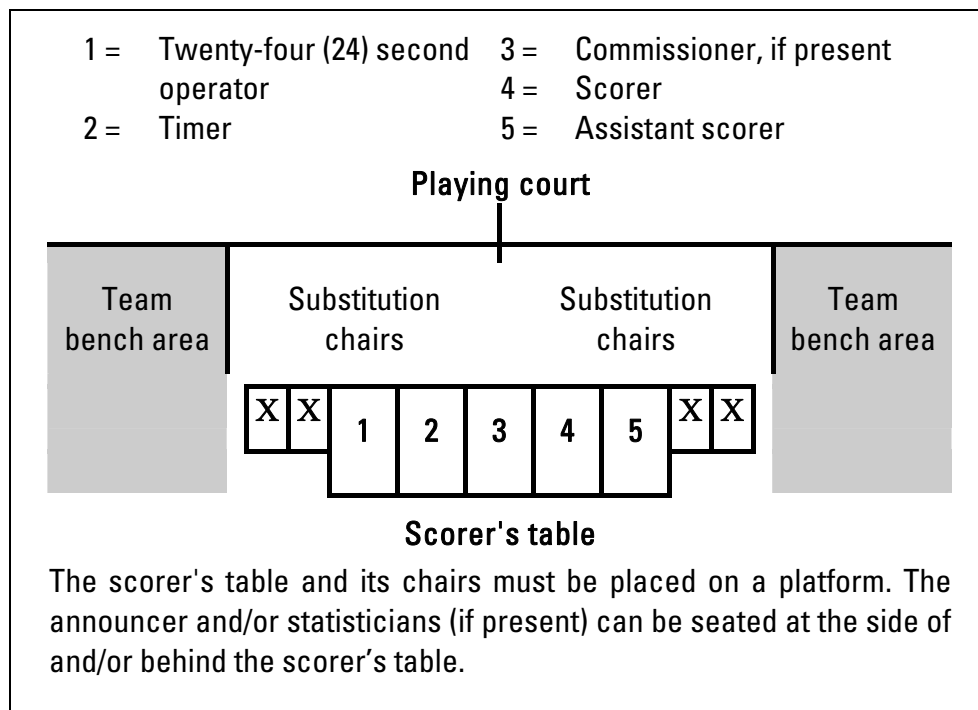 1 = Twenty-four (24) second operator
2 = Timer
3 = Commissioner, if present
4 = Scorer
5 = Assistant scorer
Playing court
Team
bench area
Substitution
chairs
Substitution
chairs
Team
bench area
X X 1 2 3 4 5 X X
Scorer's table
The scorer's table and its chairs must be placed on a platform. The
announcer and/or statisticians (if present) can be seated at the side of
and/or behind the scorer’s table.